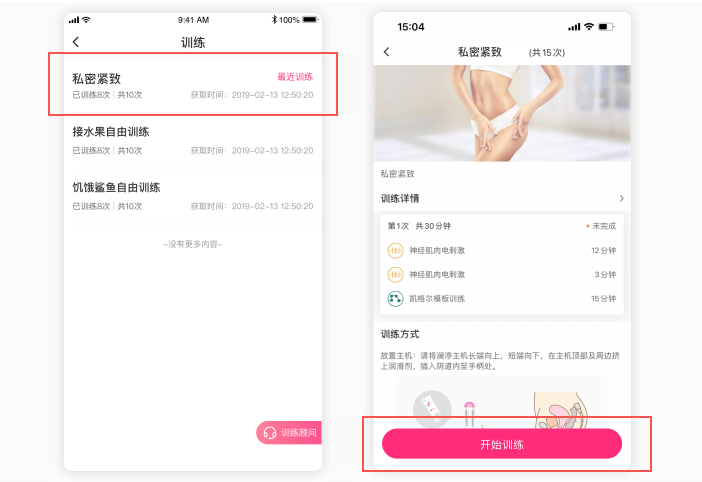 9:41 AM
100%
训练
私密紧致
最近训练
已训练8次 | 共10次
获取时间：2019-02-13 12:50:20
接水果自由训练
已训练8次 | 共10次
获取时间：2019-02-13 12:50:20
饥饿鲨鱼自由训练
已训练8次 | 共10次
获取时间：2019-02-13 12:50:20
-没有更多内容-
训练顾问
15:04
私密紧致 (共15次)
私密紧致
训练详情
第1次 共30分钟
未完成
神经肌肉电刺激
12分钟
神经肌肉电刺激
3分钟
凯格尔模板训练
15分钟
训练方式
放置主机：请将澜渟主机长端向上，短端向下，在主机顶部及周边挤
上润滑剂，插入阴道内至手柄处。
开始训练